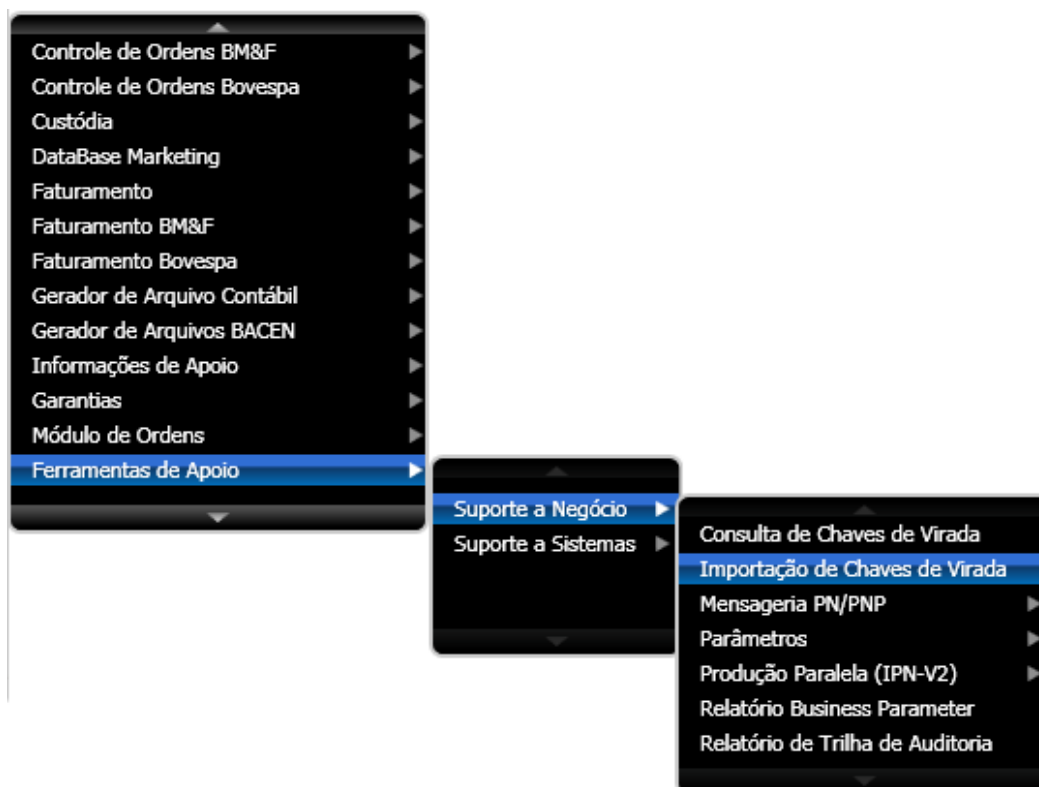 Controle de Ordens BM&F
Controle de Ordens Bovespa
Custódia
DataBase Marketing
Faturamento
Faturamento BM&F
Faturamento Bovespa
Gerador de Arquivo Contábil
Gerador de Arquivos BACEN
Informações de Apoio
Garantias
Módulo de Ordens
Ferramentas de Apoio
Suporte a Negócio
Suporte a Sistemas
Consulta de Chaves de Virada
Importação de Chaves de Virada
Mensageria PN/PNP
Parâmetros
Produção Paralela (IPN-V2)
Relatório Business Parameter
Relatório de Trilha de Auditoria